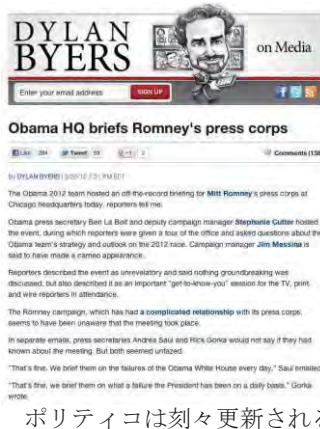 DYLAN
BYERS
on Media
Enter your email address
SIGN UP
Obama HQ briefs Romney's press corps
Like 284 Tweet 59 +1 2 Comments (138
by DYLAN BYERS
The Obama 2012 team hosted an off-the-record briefing for Mitt Romney's press corps at
Chicago headquarters today, reporters tell me.
Obama press secretary Ben La Bolt and deputy campaign manager Stephanie Cutter hosted
the event, during which reporters were given a tour of the office and asked questions about the
Obama team's strategy and outlook on the 2012 race. Campaign manager Jim Messina is
said to have made a cameo appearance.
Reporters described the event as unrevelatory and said nothing groundbreaking was
discussed, but also described it as an important "get-to-know-you" session for the TV, print,
and wire reporters in attendance.
The Romney campaign, which has had a complicated relationship with its press corps,
seems to have been unaware that the meeting took place.
In separate emails, press secretaries Andrea Saul and Rick Gorka would not say if they had
known about the meeting. But both seemed unfazed.
"That's fine. We brief them on the failures of the Obama White House every day," Saul emailed
"That's fine, we brief them on what a failure the President has been on a daily basis," Gorka
wrote.
ポリティコは刻々更新される